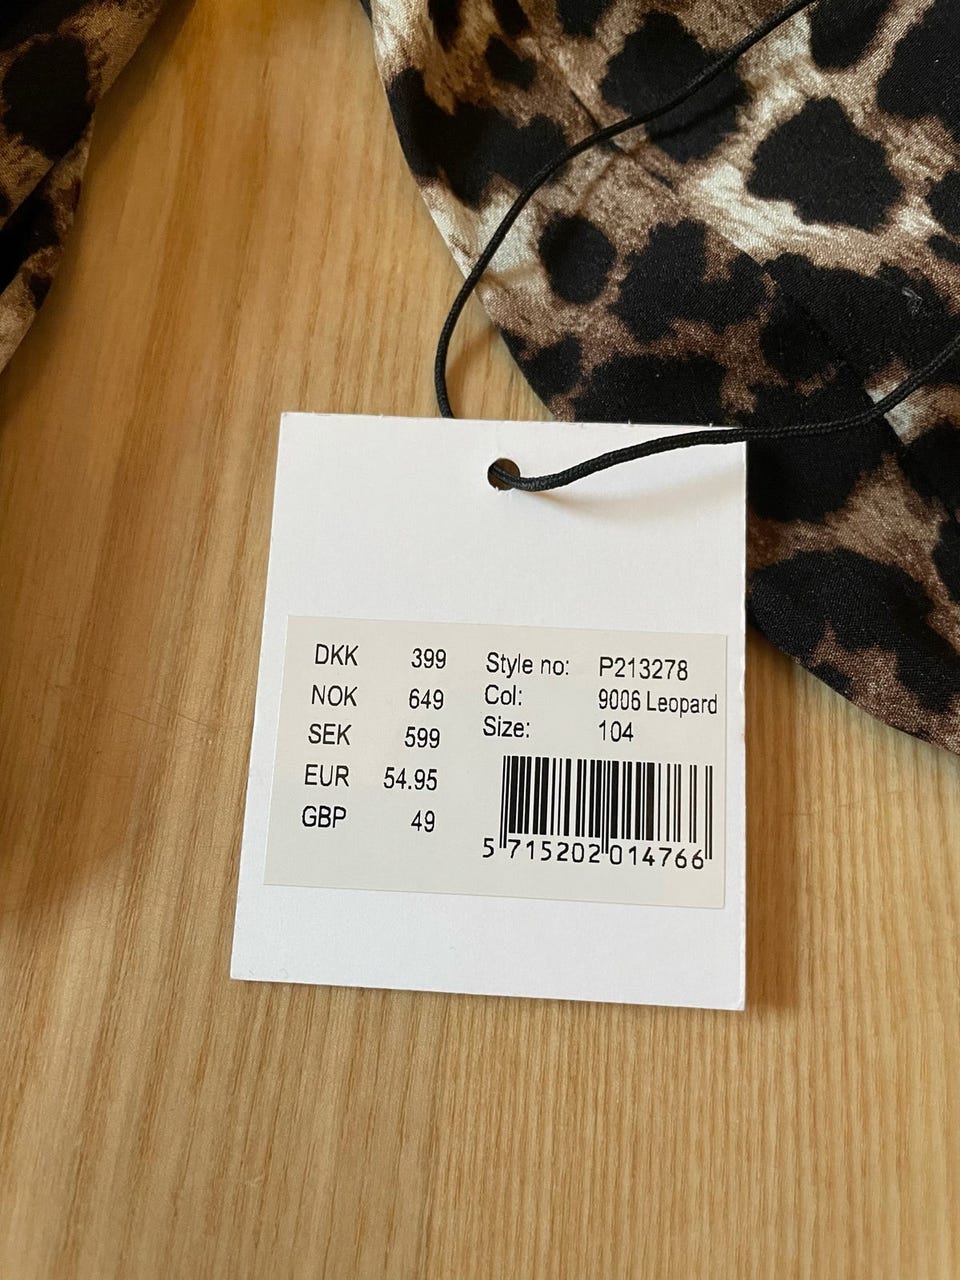 DKK 399
NOK 649
SEK 599
EUR 54.95
GBP 49
Style no: P213278
Col: 9006 Leopard
Size: 104
5 715202 014766